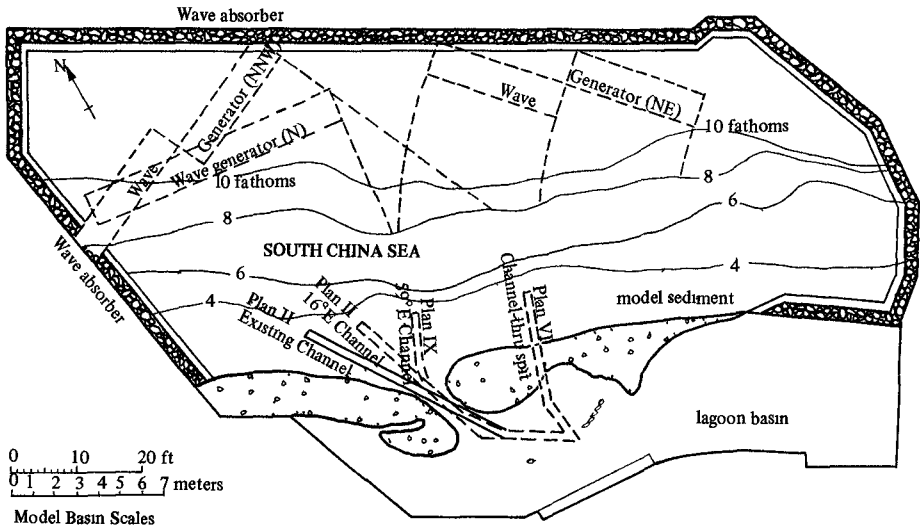 Wave absorber
N
Wave Generator (NNW)
Wave generator (N)
Wave Generator (NE)
10 fathoms
10 fathoms
8
8
6
SOUTH CHINA SEA
6
4
4
Wave absorber
model sediment
Plan II
Existing Channel
Plan II
16°E Channel
Plan IX
50° E Channel
Plan VII
Channel thru spit
lagoon basin
0 10 20 ft
0 1 2 3 4 5 6 7 meters
Model Basin Scales